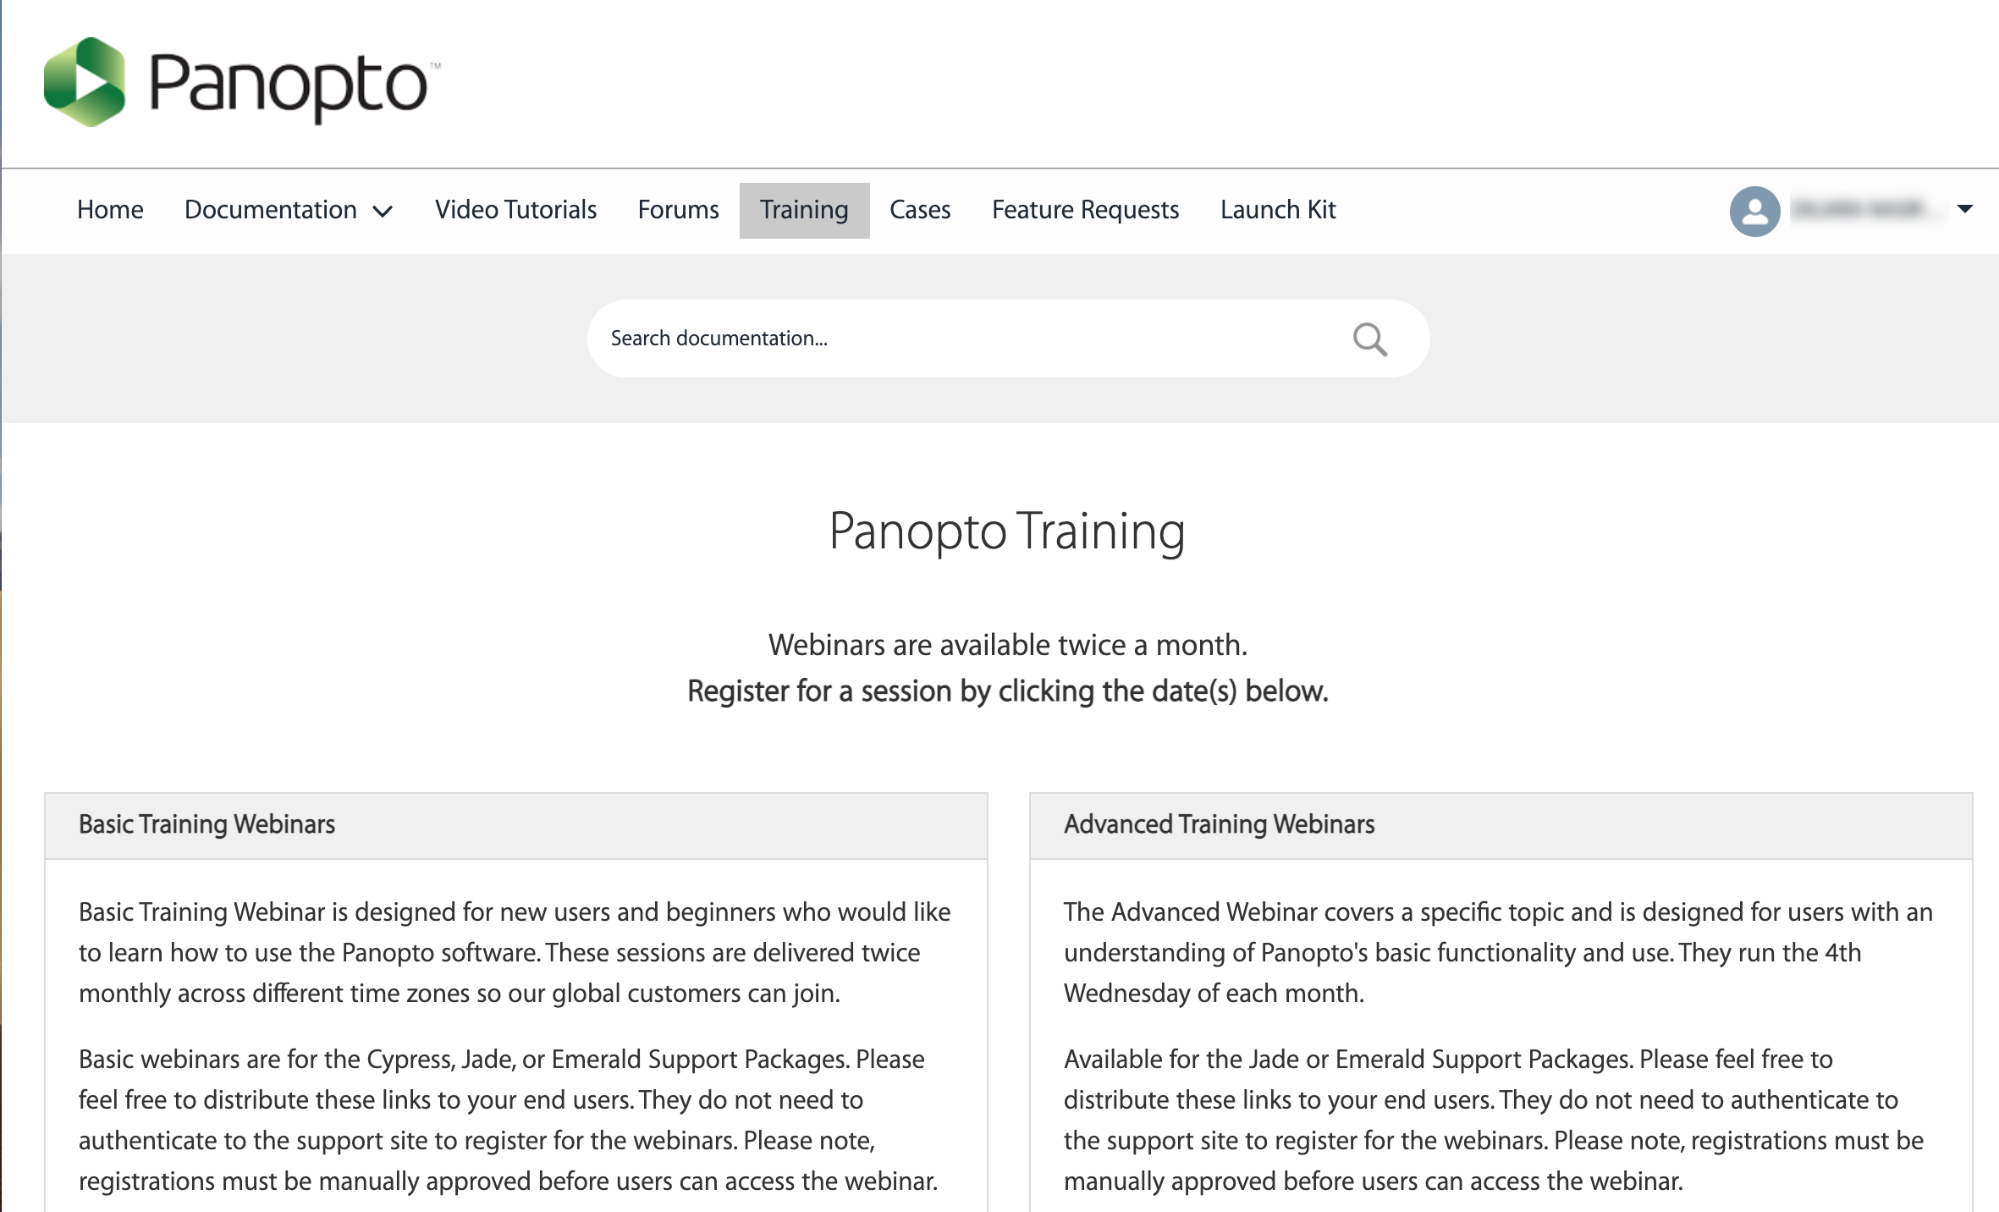 Panopto™
Home Documentation Video Tutorials Forums Training Cases Feature Requests Launch Kit
Search documentation...
Panopto Training
Webinars are available twice a month.
Register for a session by clicking the date(s) below.
Basic Training Webinars
Basic Training Webinar is designed for new users and beginners who would like
to learn how to use the Panopto software. These sessions are delivered twice
monthly across different time zones so our global customers can join.
Basic webinars are for the Cypress, Jade, or Emerald Support Packages. Please
feel free to distribute these links to your end users. They do not need to
authenticate to the support site to register for the webinars. Please note,
registrations must be manually approved before users can access the webinar.
Advanced Training Webinars
The Advanced Webinar covers a specific topic and is designed for users with an
understanding of Panopto's basic functionality and use. They run the 4th
Wednesday of each month.
Available for the Jade or Emerald Support Packages. Please feel free to
distribute these links to your end users. They do not need to authenticate to
the support site to register for the webinars. Please note, registrations must be
manually approved before users can access the webinar.